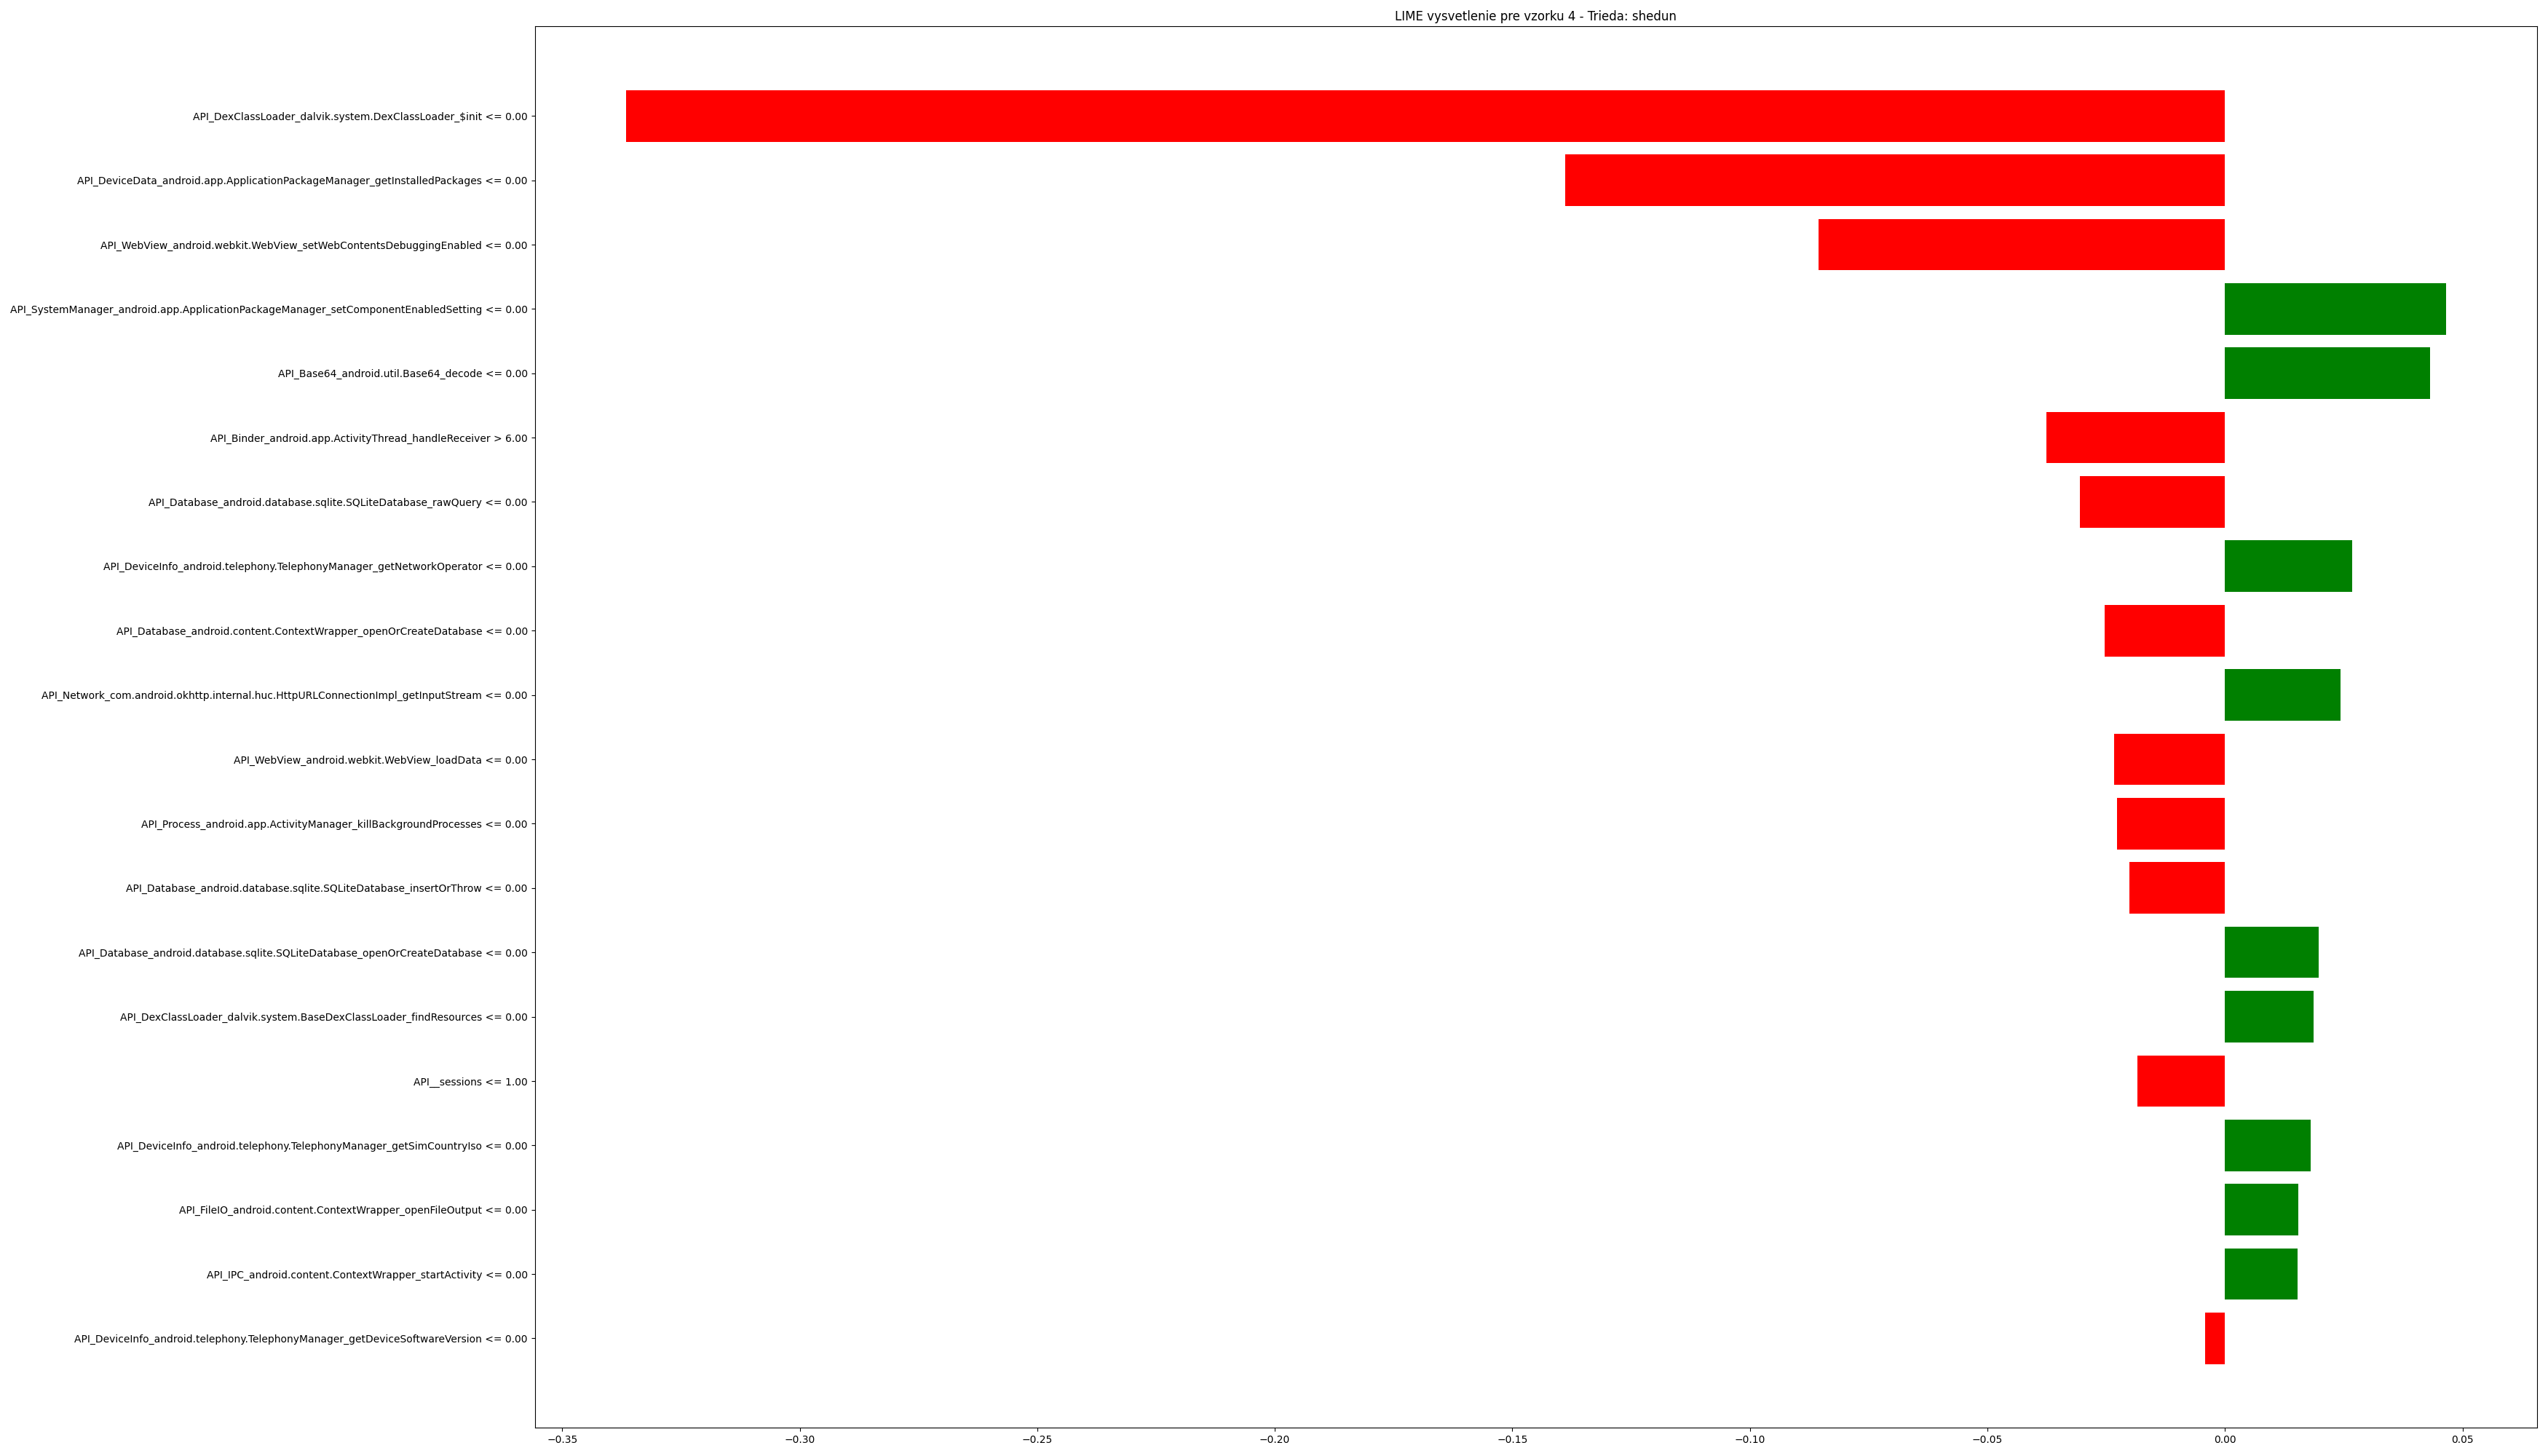 LIME vysvetlenie pre vzorku 4 - Trieda: shedun
API_DexClassLoader_dalvik.system.DexClassLoader_$init <= 0.00
API_DeviceData_android.app.ApplicationPackageManager_getInstalledPackages <= 0.00
API_WebView_android.webkit.WebView_setWebContentsDebuggingEnabled <= 0.00
API_SystemManager_android.app.ApplicationPackageManager_setComponentEnabledSetting <= 0.00
API_Base64_android.util.Base64_decode <= 0.00
API_Binder_android.app.ActivityThread_handleReceiver > 6.00
API_Database_android.database.sqlite.SQLiteDatabase_rawQuery <= 0.00
API_DeviceInfo_android.telephony.TelephonyManager_getNetworkOperator <= 0.00
API_Database_android.content.ContextWrapper_openOrCreateDatabase <= 0.00
API_Network_com.android.okhttp.internal.huc.HttpURLConnectionImpl_getInputStream <= 0.00
API_WebView_android.webkit.WebView_loadData <= 0.00
API_Process_android.app.ActivityManager_killBackgroundProcesses <= 0.00
API_Database_android.database.sqlite.SQLiteDatabase_insertOrThrow <= 0.00
API_Database_android.database.sqlite.SQLiteDatabase_openOrCreateDatabase <= 0.00
API_DexClassLoader_dalvik.system.BaseDexClassLoader_findResources <= 0.00
API__sessions <= 1.00
API_DeviceInfo_android.telephony.TelephonyManager_getSimCountryIso <= 0.00
API_FileIO_android.content.ContextWrapper_openFileOutput <= 0.00
API_IPC_android.content.ContextWrapper_startActivity <= 0.00
API_DeviceInfo_android.telephony.TelephonyManager_getDeviceSoftwareVersion <= 0.00
−0.35 −0.30 −0.25 −0.20 −0.15 −0.10 −0.05 0.00 0.05